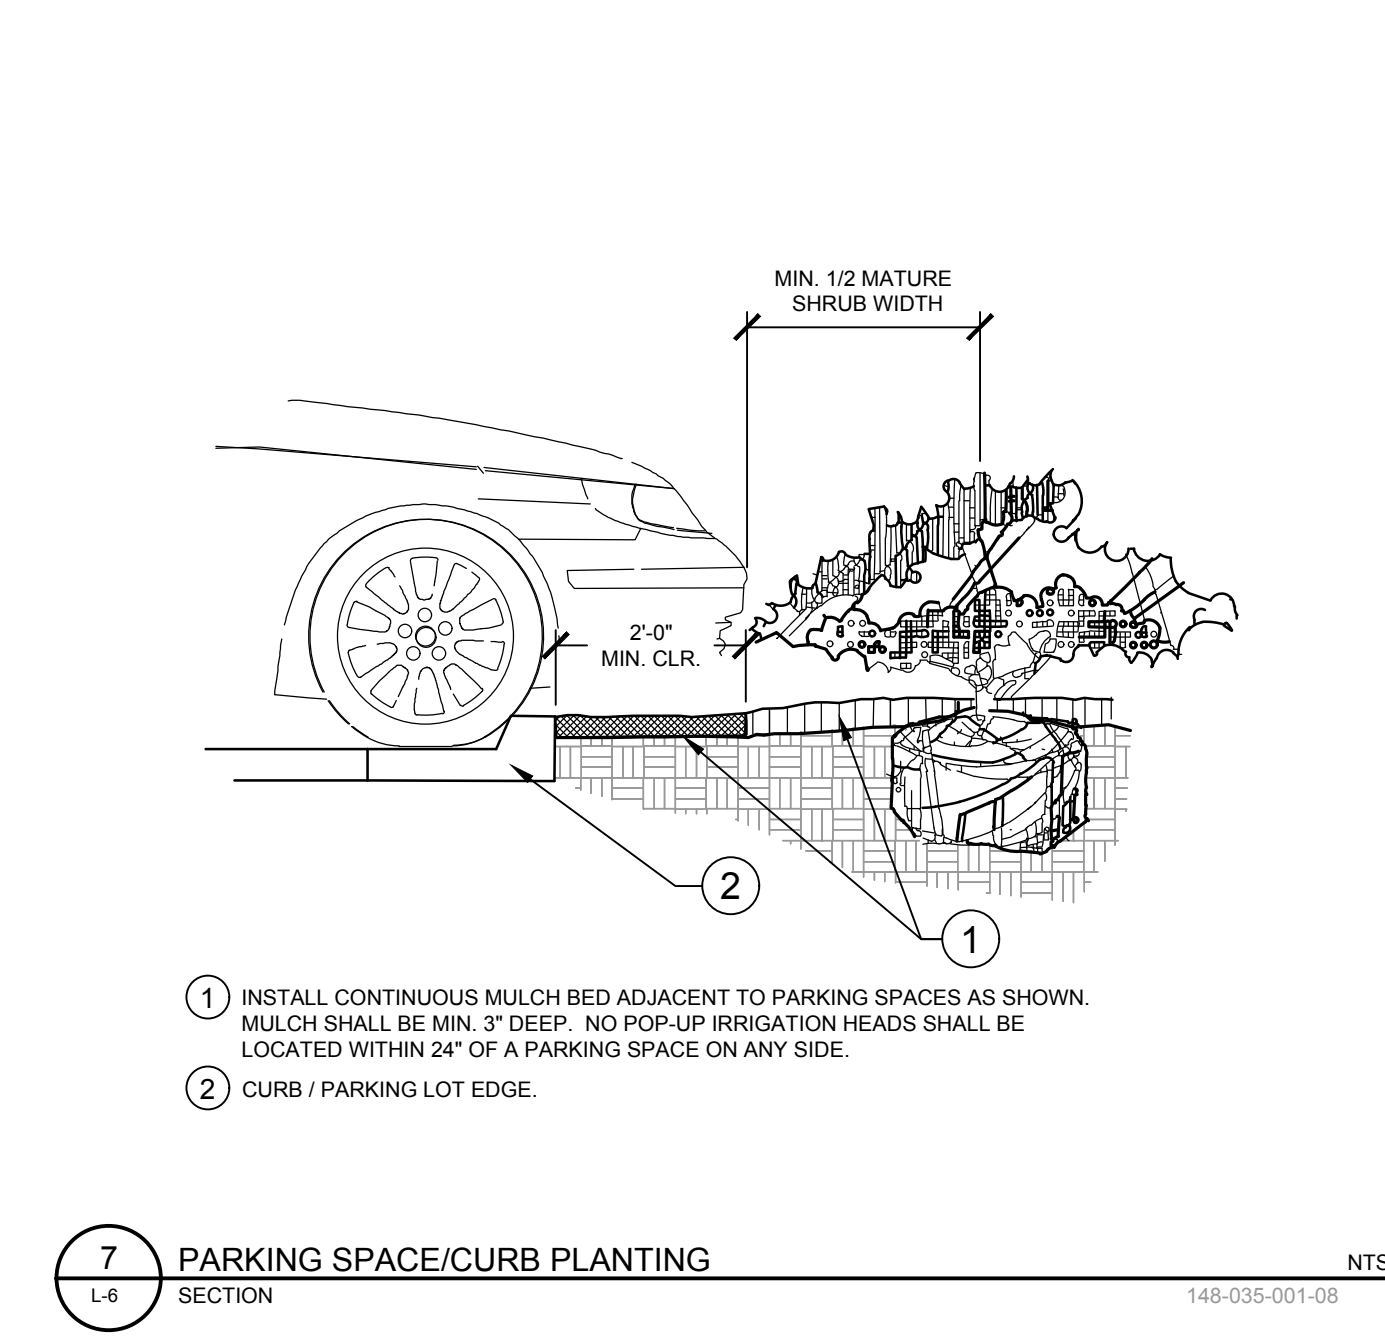 MIN. 1/2 MATURE
SHRUB WIDTH
2'-0"
MIN. CLR.
2
1
1 INSTALL CONTINUOUS MULCH BED ADJACENT TO PARKING SPACES AS SHOWN.
MULCH SHALL BE MIN. 3" DEEP.  NO POP-UP IRRIGATION HEADS SHALL BE
LOCATED WITHIN 24" OF A PARKING SPACE ON ANY SIDE.
2 CURB / PARKING LOT EDGE.
7 PARKING SPACE/CURB PLANTING
NTS
L-6 SECTION
148-035-001-08